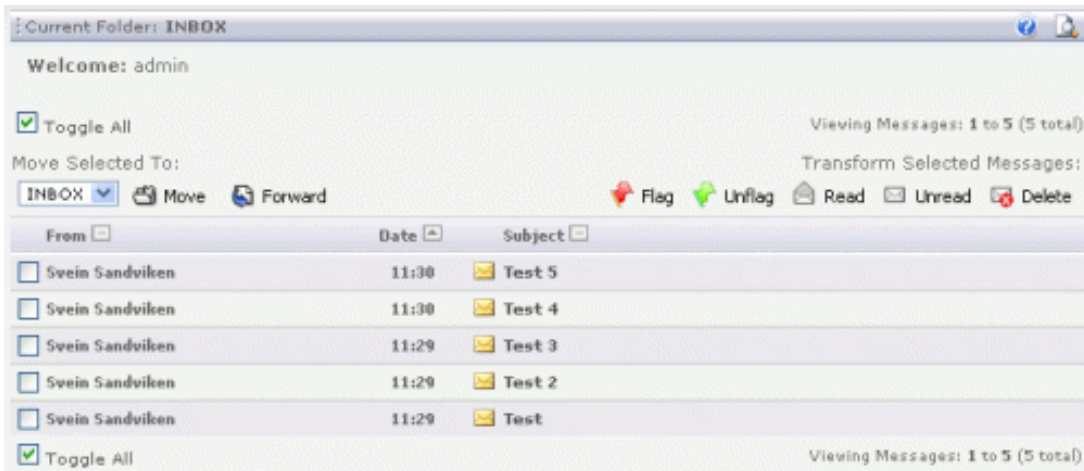 Current Folder: INBOX
Welcome: admin
Toggle All Viewing Messages: 1 to 5 (5 total)
Move Selected To: Transform Selected Messages:
INBOX Move Forward Flag Unflag Read Unread Delete
From Date Subject
Svein Sandviken 11:30 Test 5
Svein Sandviken 11:30 Test 4
Svein Sandviken 11:29 Test 3
Svein Sandviken 11:29 Test 2
Svein Sandviken 11:29 Test
Toggle All Viewing Messages: 1 to 5 (5 total)